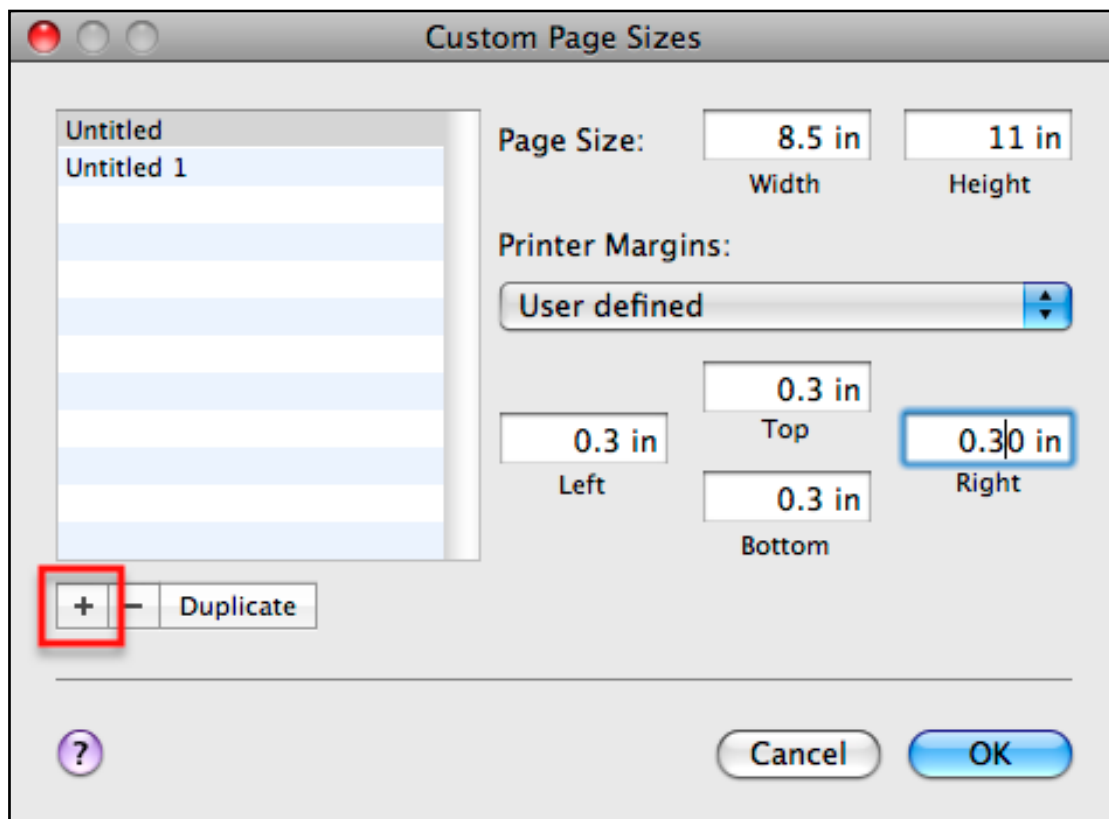 Custom Page Sizes
Untitled
Untitled 1
Page Size:
8.5 in
11 in
Width
Height
Printer Margins:
User defined
0.3 in
Top
0.3 in
Left
0.30 in
Right
0.3 in
Bottom
+
−
Duplicate
?
Cancel
OK